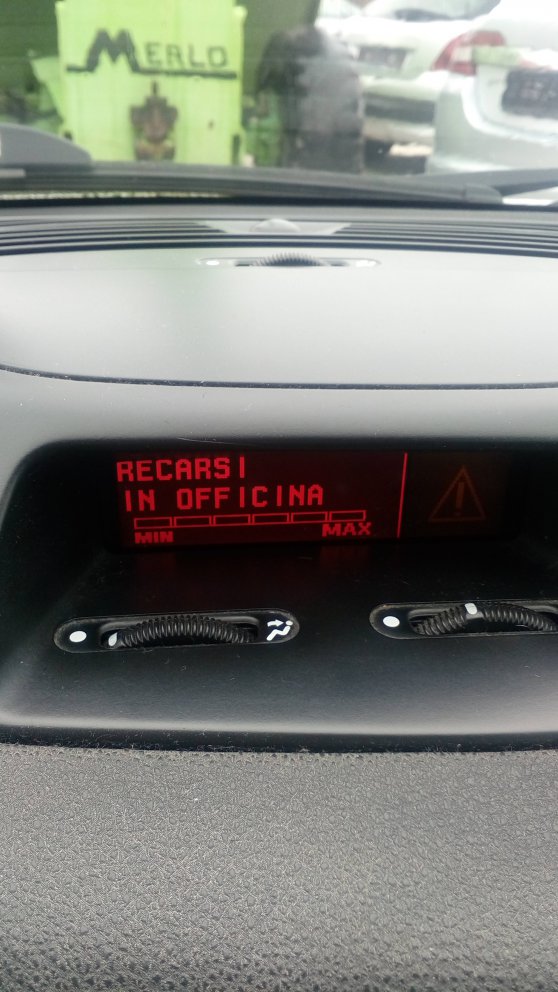 MERLO
RECARSI
IN OFFICINA
MIN MAX